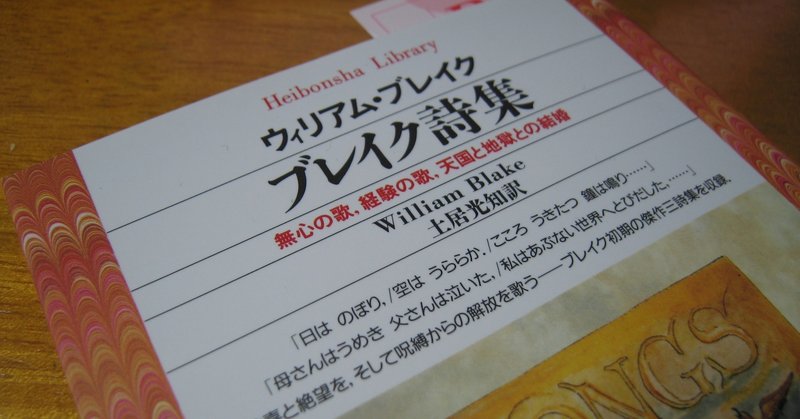 Heibonsha Library
ウィリアム・ブレイク
ブレイク詩集
無心の歌,経験の歌,天国と地獄との結婚
William Blake
土居光知訳
「日は のぼり,/空は うららか./こころ うきたつ 鐘は鳴り……」
「母さんはうめき 父さんは泣いた,/私はあぶない世界へとびだした.……」
と絶望を,そして呪縛からの解放を歌う——ブレイク初期の傑作三詩集を収録.
ONGS